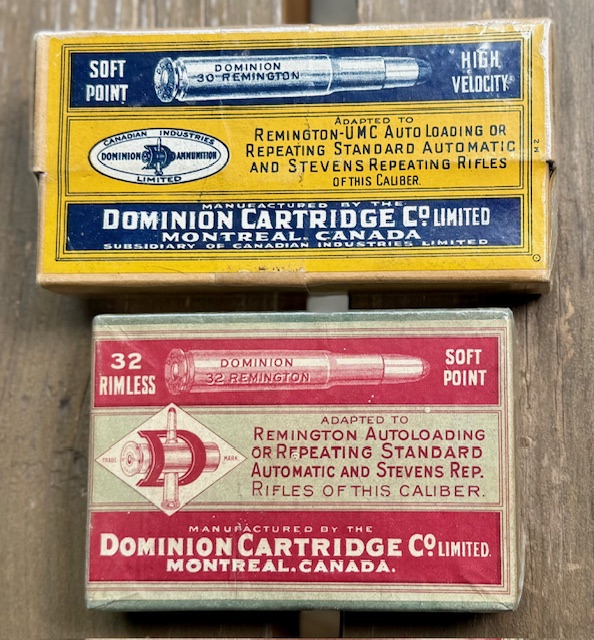 SOFT POINT
DOMINION
30 REMINGTON
HIGH VELOCITY
CANADIAN INDUSTRIES
DOMINION AMMUNITION
LIMITED
ADAPTED TO
REMINGTON-UMC AUTO LOADING OR
REPEATING STANDARD AUTOMATIC
AND STEVENS REPEATING RIFLES
OF THIS CALIBER.
MANUFACTURED BY THE
DOMINION CARTRIDGE Co LIMITED
MONTREAL. CANADA
SUBSIDIARY OF CANADIAN INDUSTRIES LIMITED
32 RIMLESS
DOMINION
32 REMINGTON
SOFT POINT
D
TRADE MARK
ADAPTED TO
REMINGTON AUTOLOADING
OR REPEATING STANDARD
AUTOMATIC AND STEVENS REP.
RIFLES OF THIS CALIBER.
MANUFACTURED BY THE
DOMINION CARTRIDGE Co LIMITED.
MONTREAL. CANADA.